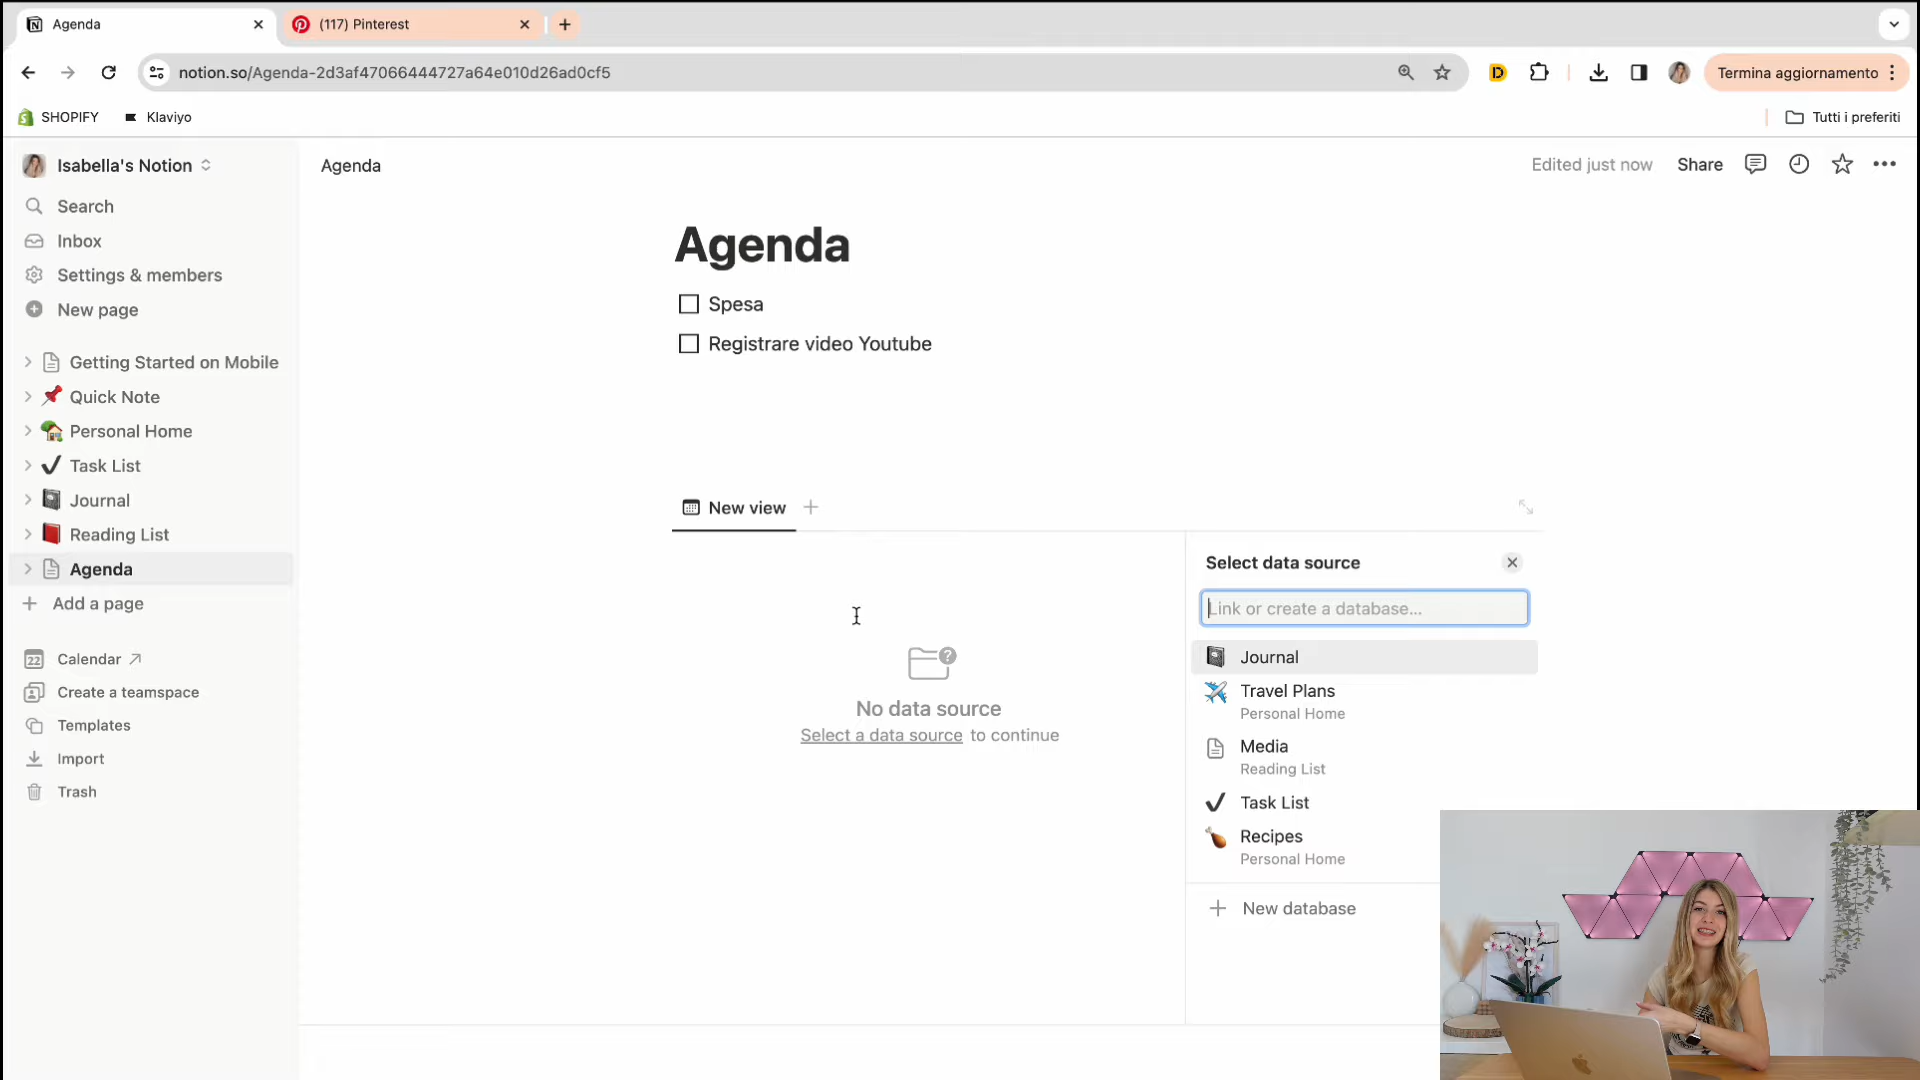 Agenda
(117) Pinterest
notion.so/Agenda-2d3af47066444727a64e010d26ad0cf5
D
Termina aggiornamento
SHOPIFY
Klaviyo
Tutti i preferiti
Isabella's Notion
Agenda
Edited just now
Share
Search
Inbox
Settings & members
New page
Getting Started on Mobile
Quick Note
Personal Home
Task List
Journal
Reading List
Agenda
Add a page
22 Calendar
Create a teamspace
Templates
Import
Trash
Agenda
Spesa
Registrare video Youtube
New view
No data source
Select a data source to continue
Select data source
Link or create a database...
Journal
Travel Plans
Personal Home
Media
Reading List
Task List
Recipes
Personal Home
New database